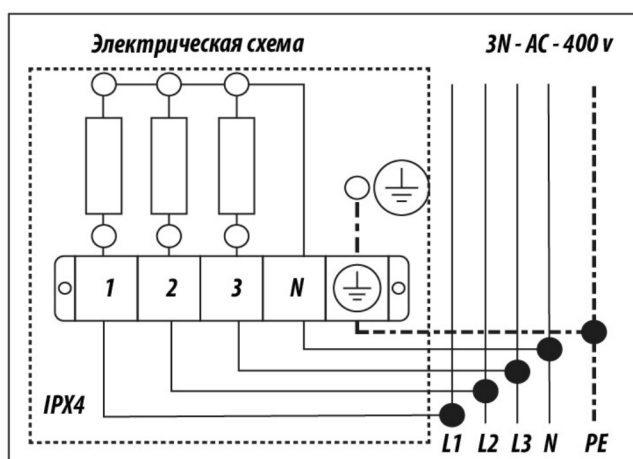 Электрическая схема
3N - AC - 400 v
1 2 3 N
IPX4
L1 L2 L3 N PE